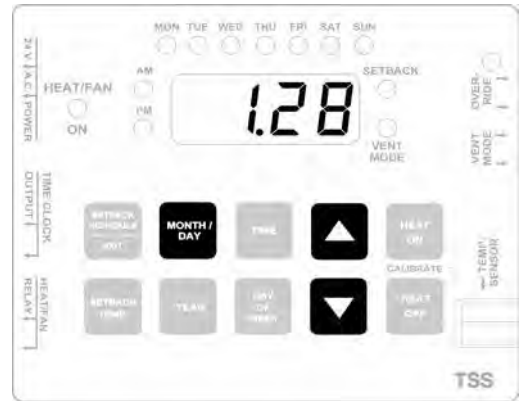 MON TUE WED THU FRI SAT SUN
24 V. A.C. POWER
HEAT/FAN
ON
AM
PM
1.28
SETBACK
VENT
MODE
OVER-
RIDE
VENT
MODE
TIME CLOCK
OUTPUT
SETBACK
SCHEDULE
MONTH /
DAY
TIME
HEAT
ON
CALIBRATE
TEMP.
SENSOR
HEAT/FAN
RELAY
SETBACK
TEMP
YEAR
DAY
OF
WEEK
HEAT
OFF
TSS